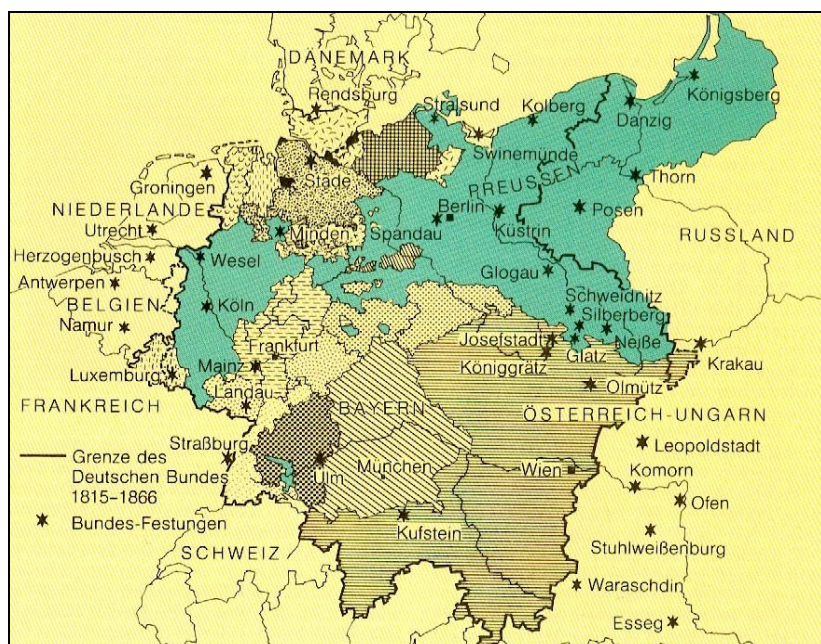 DÄNEMARK
Rendsburg
Stralsund
Kolberg
Königsberg
Danzig
Swinemünde
Groningen
Stade
PREUSSEN
Thorn
NIEDERLANDE
Berlin
Posen
Utrecht
Minden
Spandau
Küstrin
RUSSLAND
Herzogenbusch
Wesel
Glogau
Antwerpen
BELGIEN
Köln
Schweidnitz
Silberberg
Namur
Frankfurt
Josefstadt
Glatz
Neiße
Mainz
Königgrätz
Krakau
Luxemburg
Olmütz
Landau
FRANKREICH
BAYERN
ÖSTERREICH-UNGARN
Straßburg
Leopoldstadt
Grenze des
Deutschen Bundes
1815–1866
Ulm
München
Wien
Komorn
Ofen
Bundes-Festungen
Kufstein
Stuhlweißenburg
SCHWEIZ
Waraschdin
Esseg